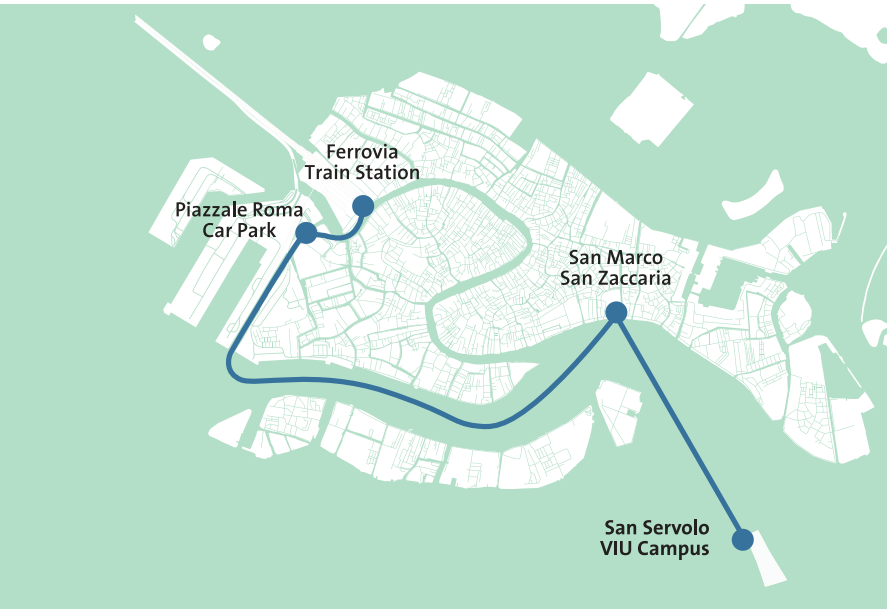 Ferrovia
Train Station
Piazzale Roma
Car Park
San Marco
San Zaccaria
San Servolo
VIU Campus